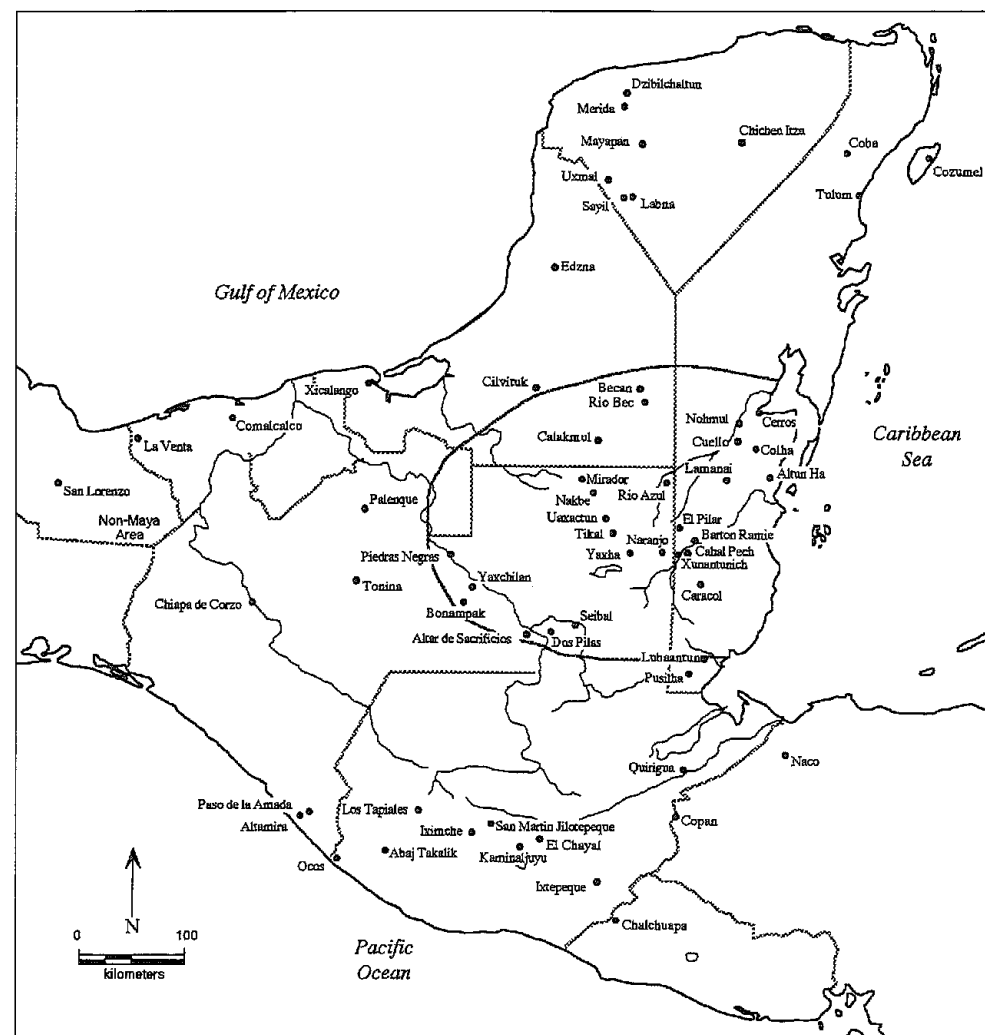 Dzibilchaltun
Merida
Mayapan
Chichen Itza
Coba
Cozumel
Uxmal
Sayil
Labna
Tulum
Edzna
Gulf of Mexico
Xicalango
Cilvituk
Becan
Rio Bec
Comalcalco
La Venta
Nohmul
Cerros
Calakmul
Cuello
Colha
Caribbean
Sea
San Lorenzo
Mirador
Lamanai
Altun Ha
Nakbe
Rio Azul
Palenque
Non-Maya
Area
Uaxactun
El Pilar
Tikal
Naranjo
Barton Ramie
Piedras Negras
Yaxha
Cahal Pech
Xunantunich
Tonina
Yaxchilan
Caracol
Chiapa de Corzo
Bonampak
Seibal
Altar de Sacrificios
Dos Pilas
Lubaantun
Pusilha
Naco
Quirigua
Paso de la Amada
Los Tapiales
Altamira
San Martin Jilotepeque
Copan
Iximche
El Chayal
Ocos
Abaj Takalik
Kaminaljuyu
Ixtepeque
N
Chalchuapa
0 100
kilometers
Pacific
Ocean